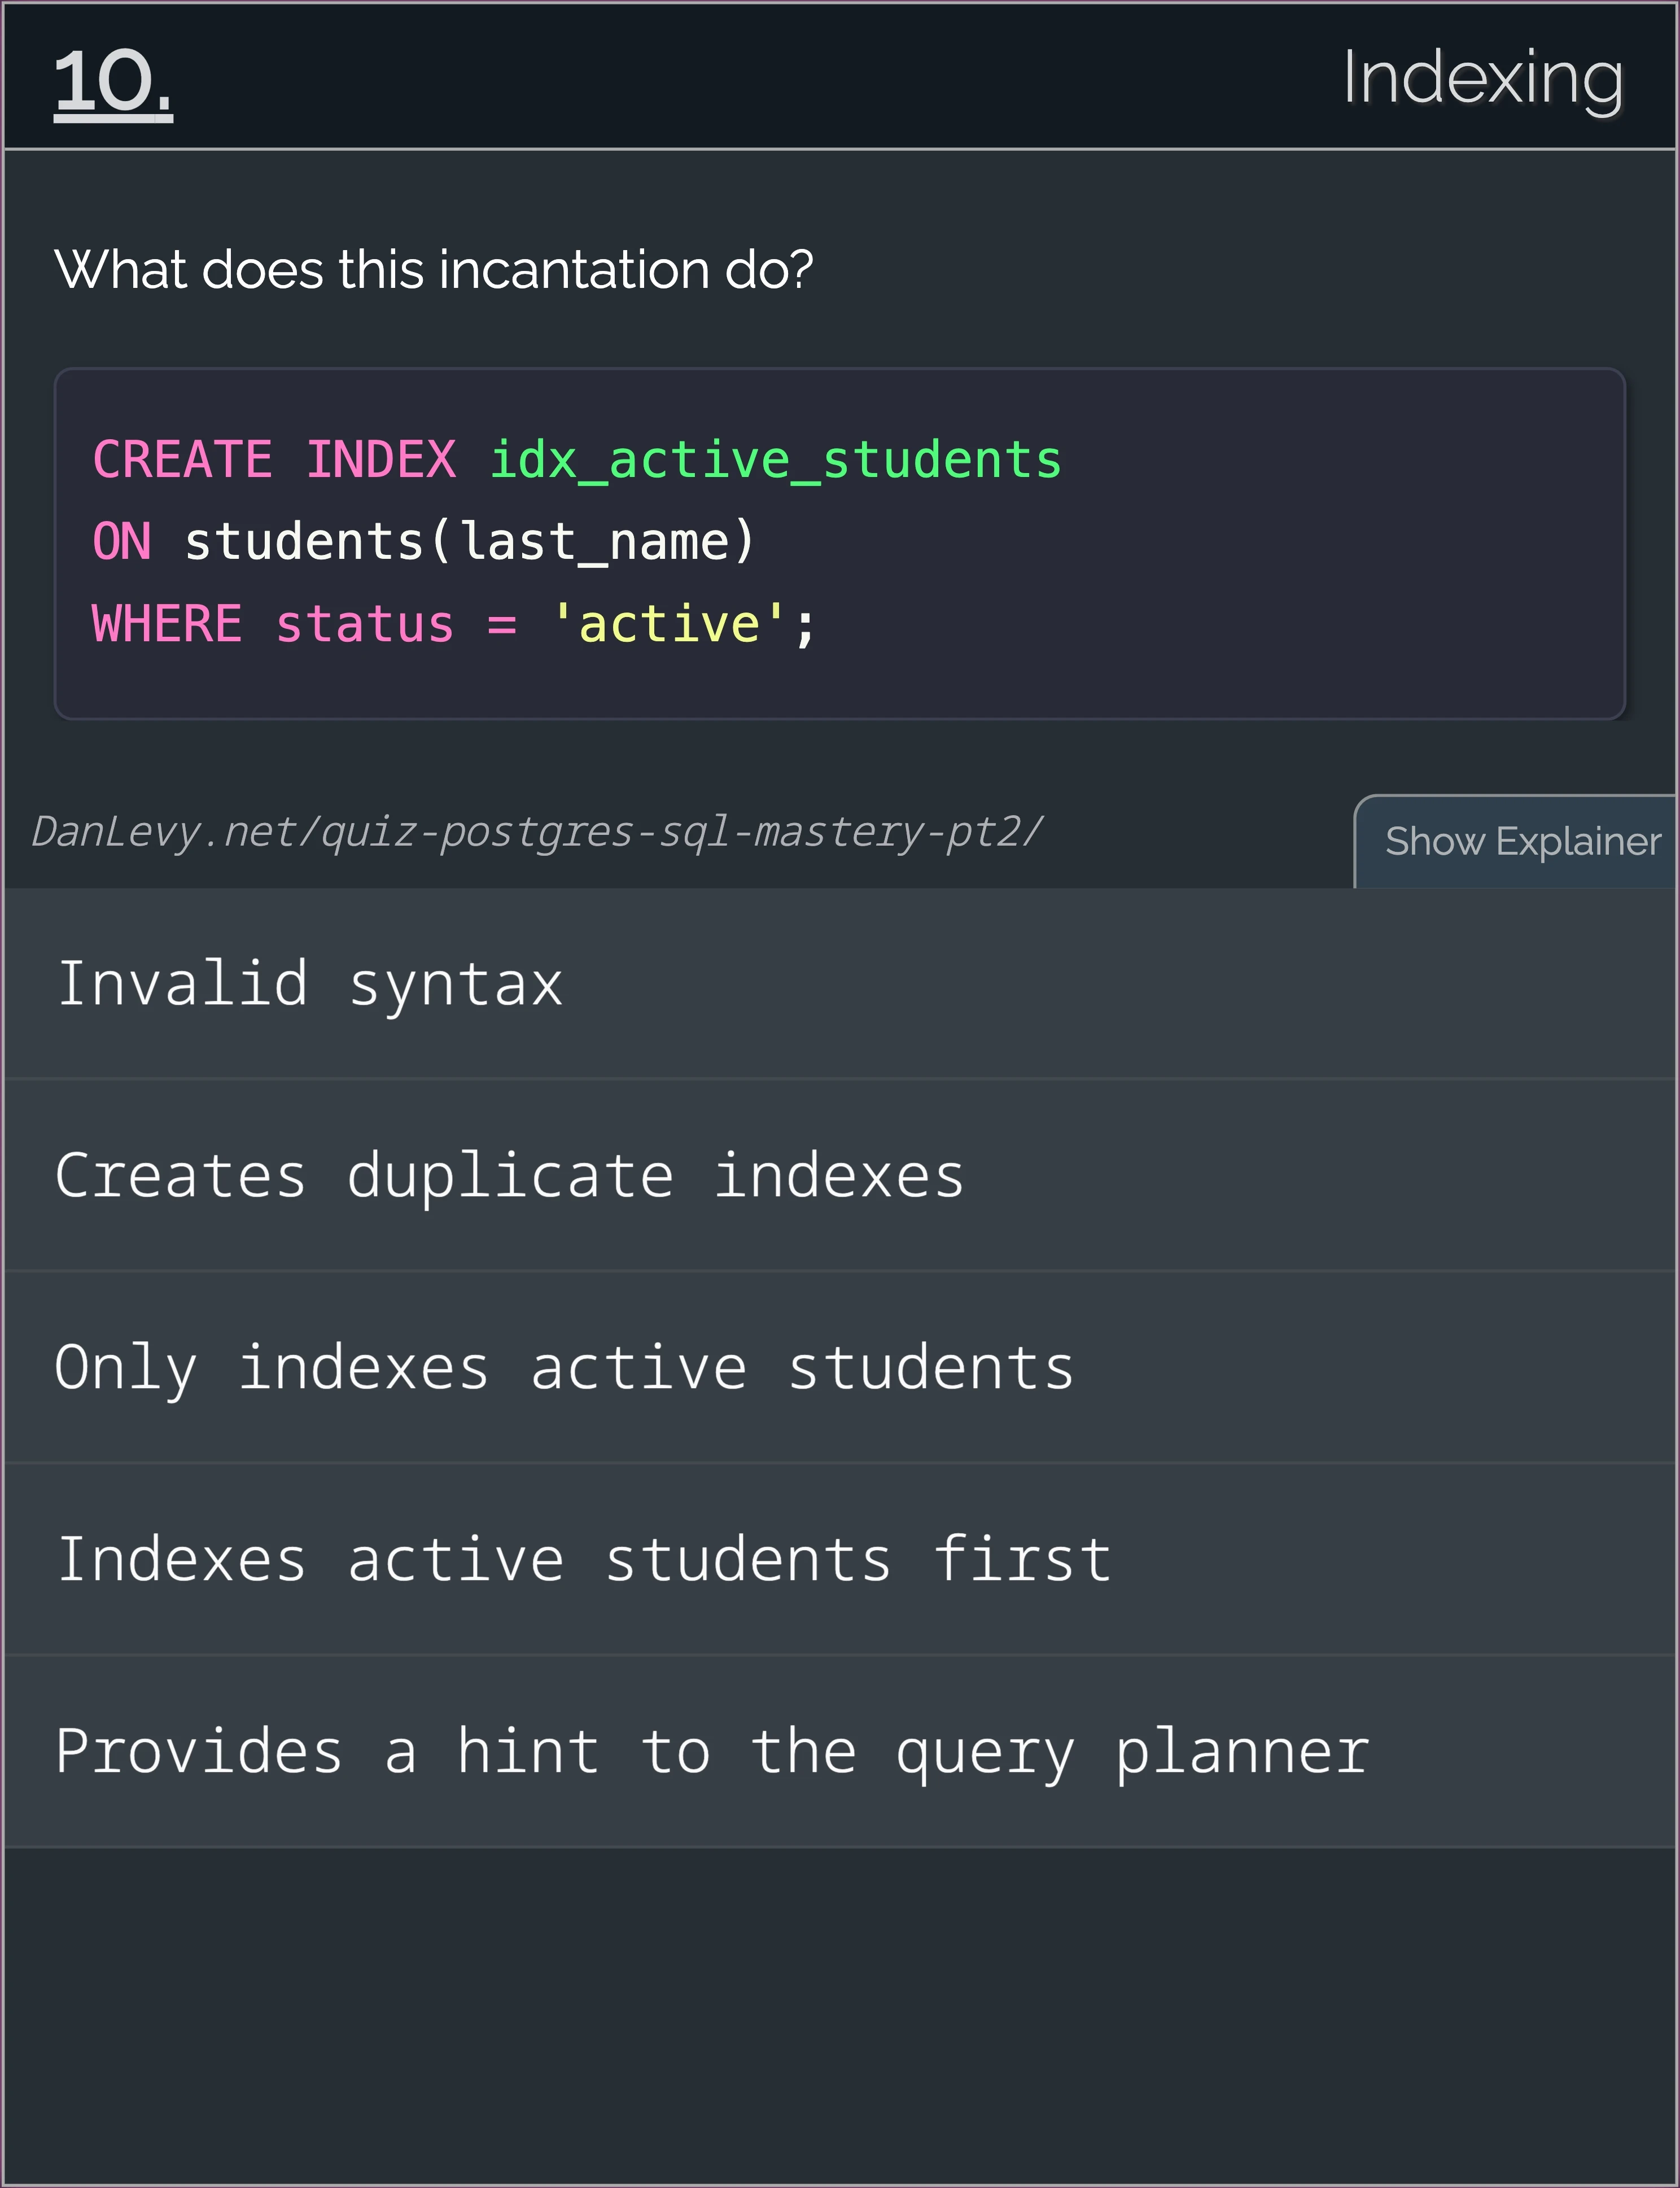 10.
Indexing
What does this incantation do?
CREATE INDEX idx_active_students
ON students(last_name)
WHERE status = 'active';
DanLevy.net/quiz-postgres-sql-mastery-pt2/
Show Explainer
Invalid syntax
Creates duplicate indexes
Only indexes active students
Indexes active students first
Provides a hint to the query planner